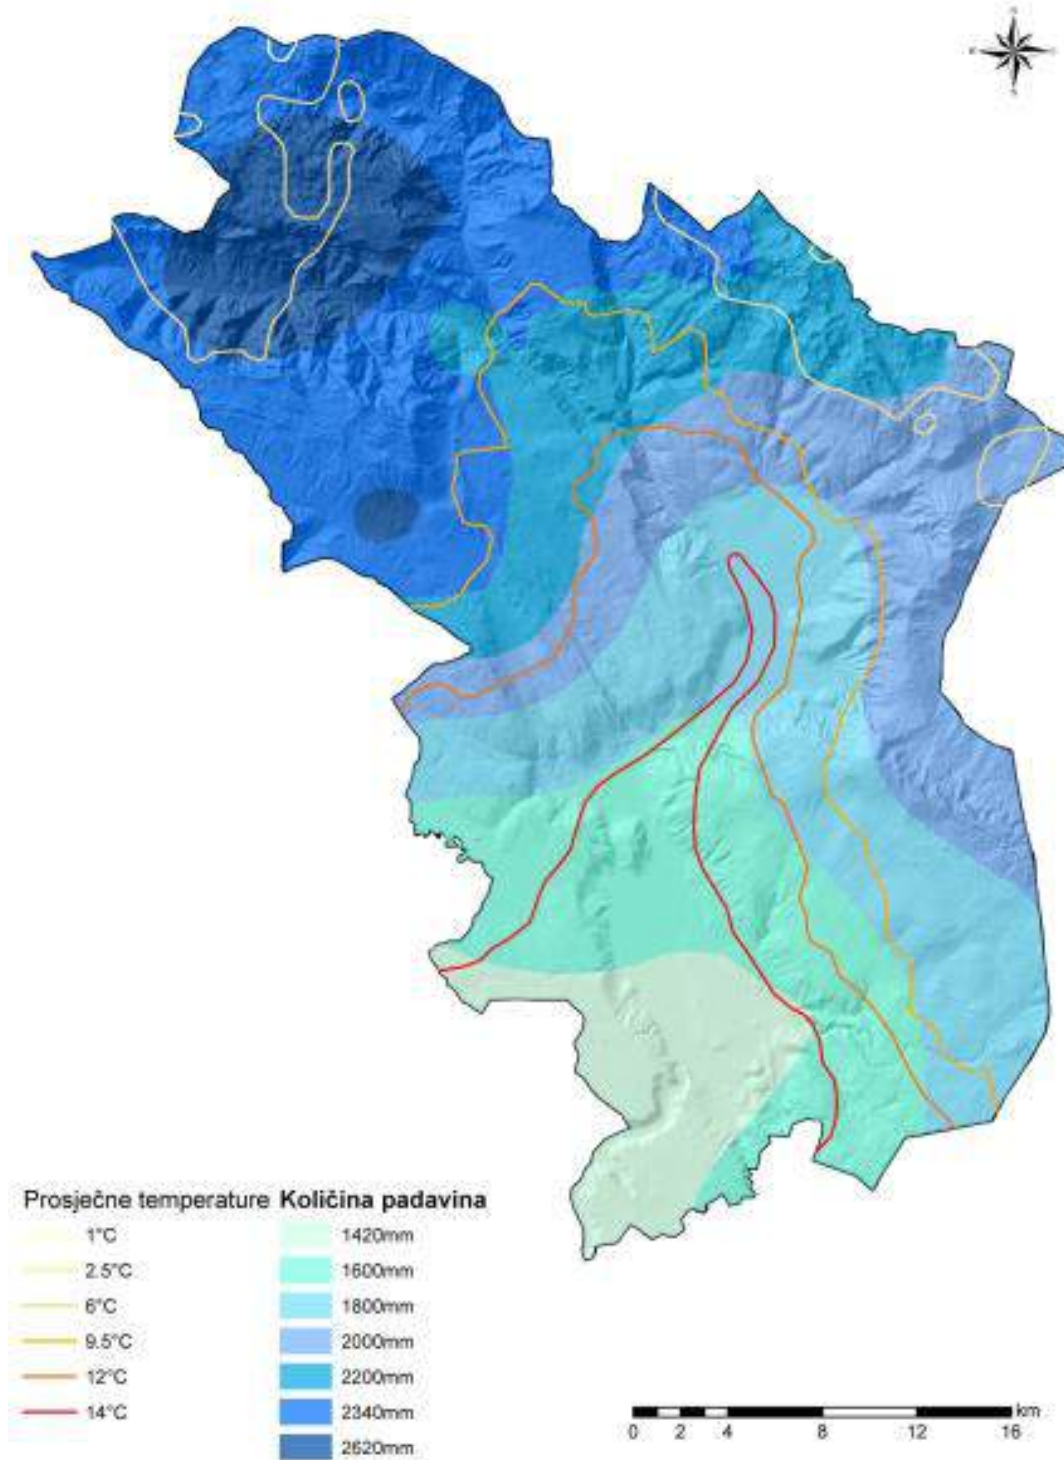 Prosječne temperature
1°C
2.5°C
6°C
9.5°C
12°C
14°C
Količina padavina
1420mm
1600mm
1800mm
2000mm
2200mm
2340mm
2620mm
km
0 2 4 8 12 16